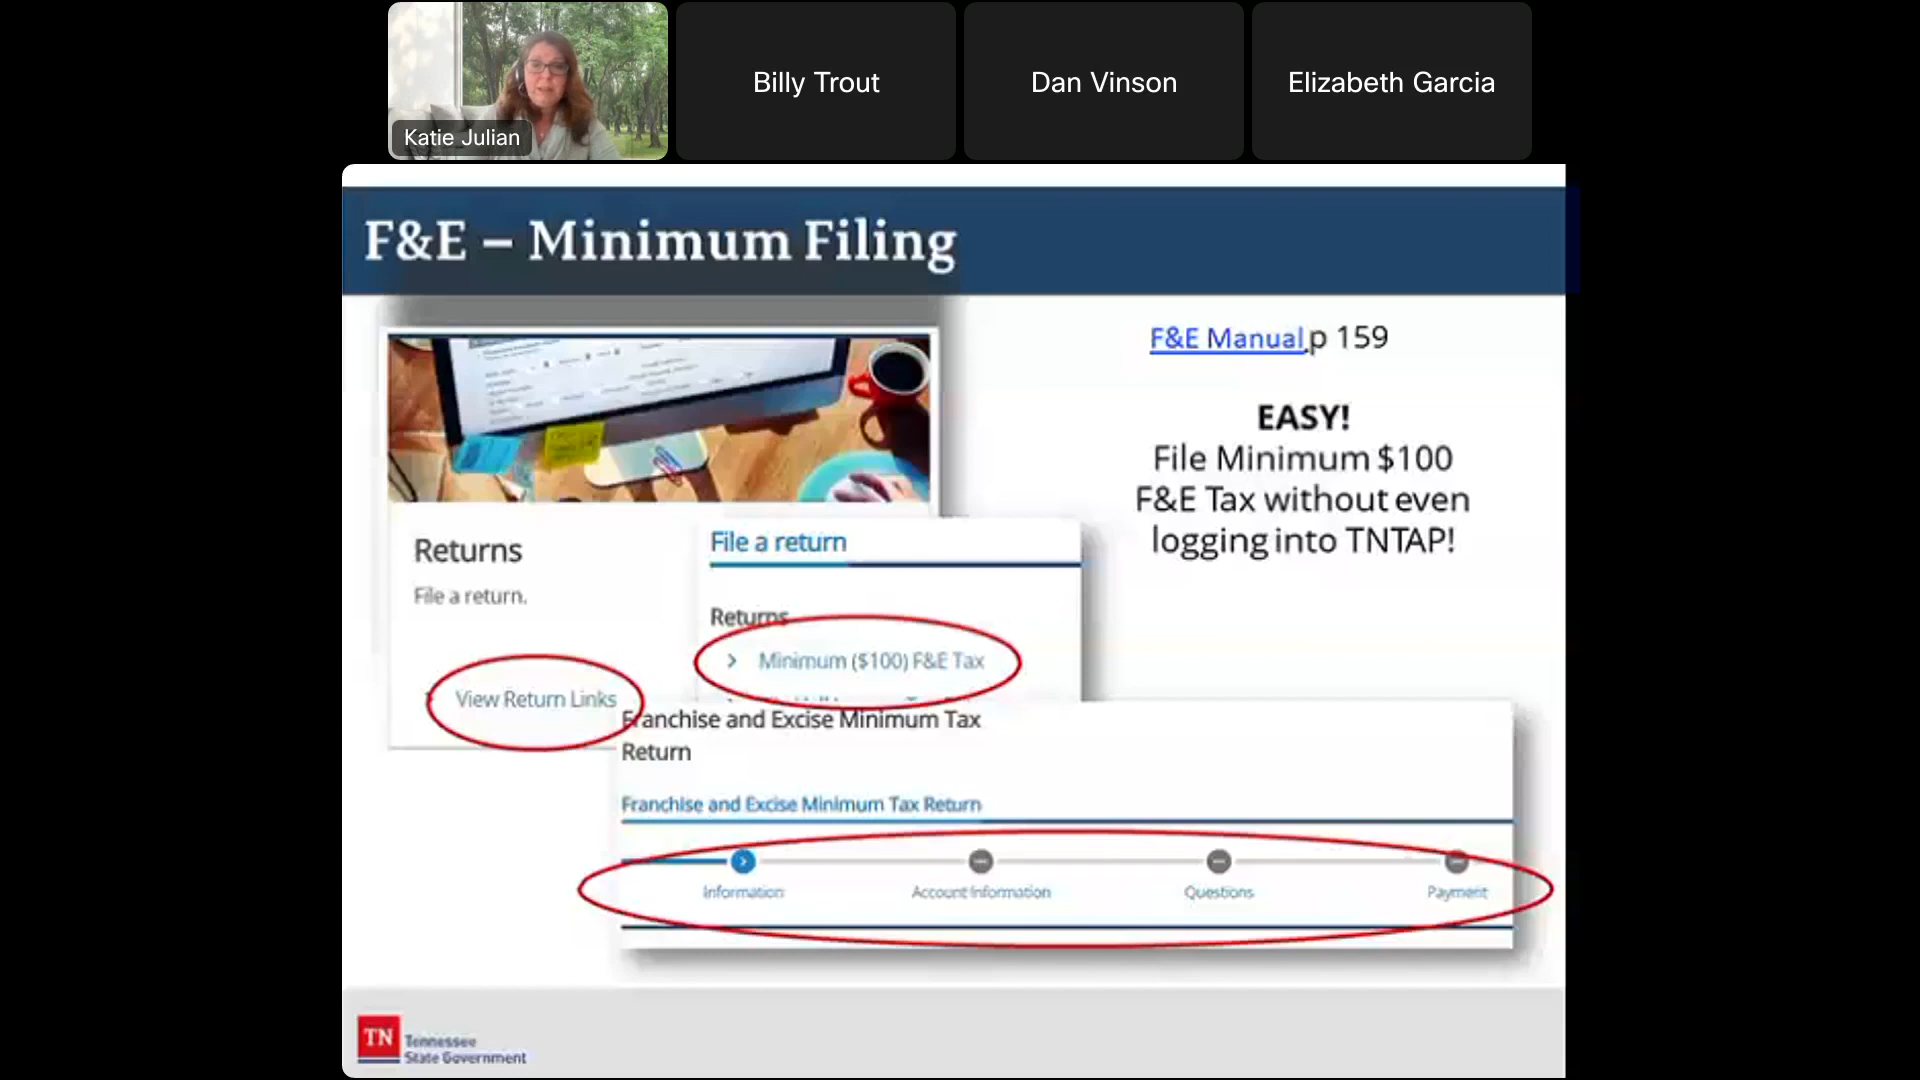 Katie Julian
Billy Trout
Dan Vinson
Elizabeth Garcia
F&E – Minimum Filing
F&E Manual p 159
EASY!
File Minimum $100
F&E Tax without even
logging into TNTAP!
Returns
File a return.
View Return Links
File a return
Returns
Minimum ($100) F&E Tax
Franchise and Excise Minimum Tax
Return
Franchise and Excise Minimum Tax Return
Information
Account Information
Questions
Payment
TN
Tennessee
State Government